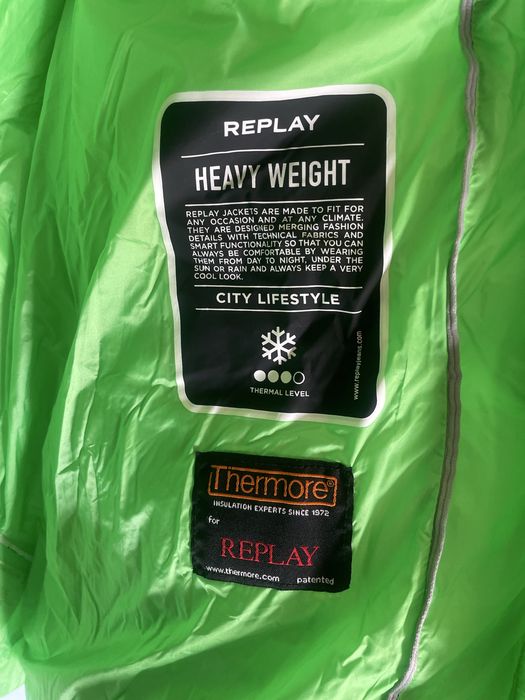 REPLAY
HEAVY WEIGHT
REPLAY JACKETS ARE MADE TO FIT FOR
ANY OCCASION AND AT ANY CLIMATE.
THEY ARE DESIGNED MERGING FASHION
DETAILS WITH TECHNICAL FABRICS AND
SMART FUNCTIONALITY SO THAT YOU CAN
ALWAYS BE COMFORTABLE BY WEARING
THEM FROM DAY TO NIGHT, UNDER THE
SUN OR RAIN AND ALWAYS KEEP A VERY
COOL LOOK.
CITY LIFESTYLE
THERMAL LEVEL
www.replayjeans.com
Thermore®
INSULATION EXPERTS SINCE 1972
for
REPLAY
www.thermore.com patented